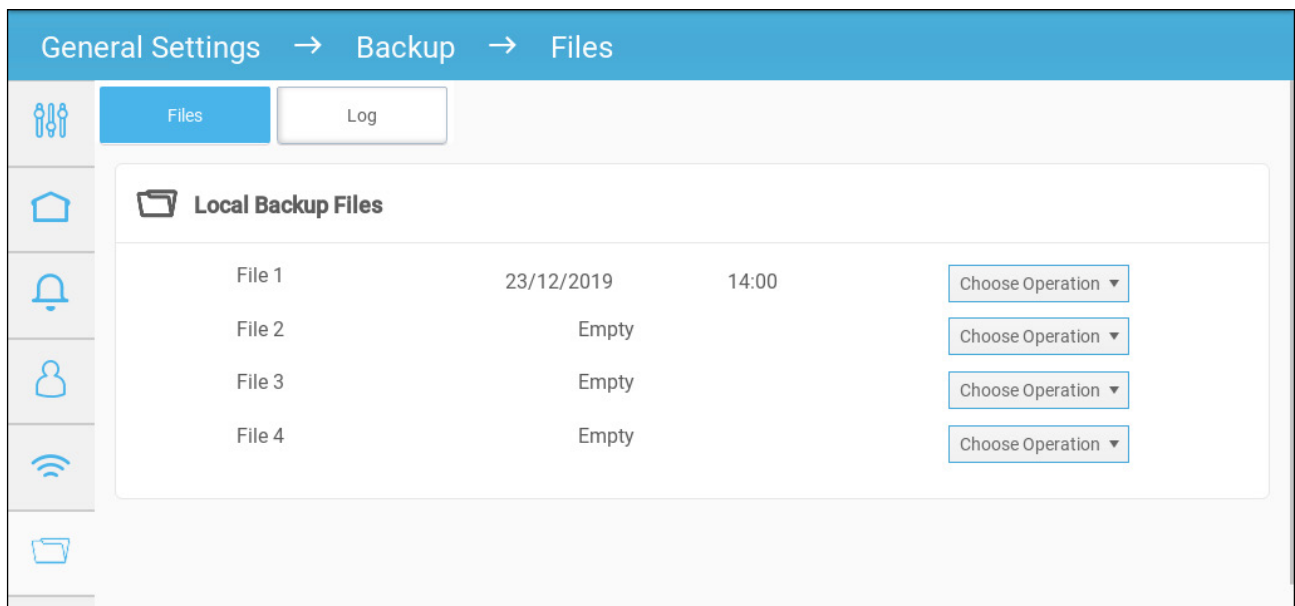 General Settings → Backup → Files
Files Log
Local Backup Files
File 1 23/12/2019 14:00 Choose Operation ▼
File 2 Empty Choose Operation ▼
File 3 Empty Choose Operation ▼
File 4 Empty Choose Operation ▼